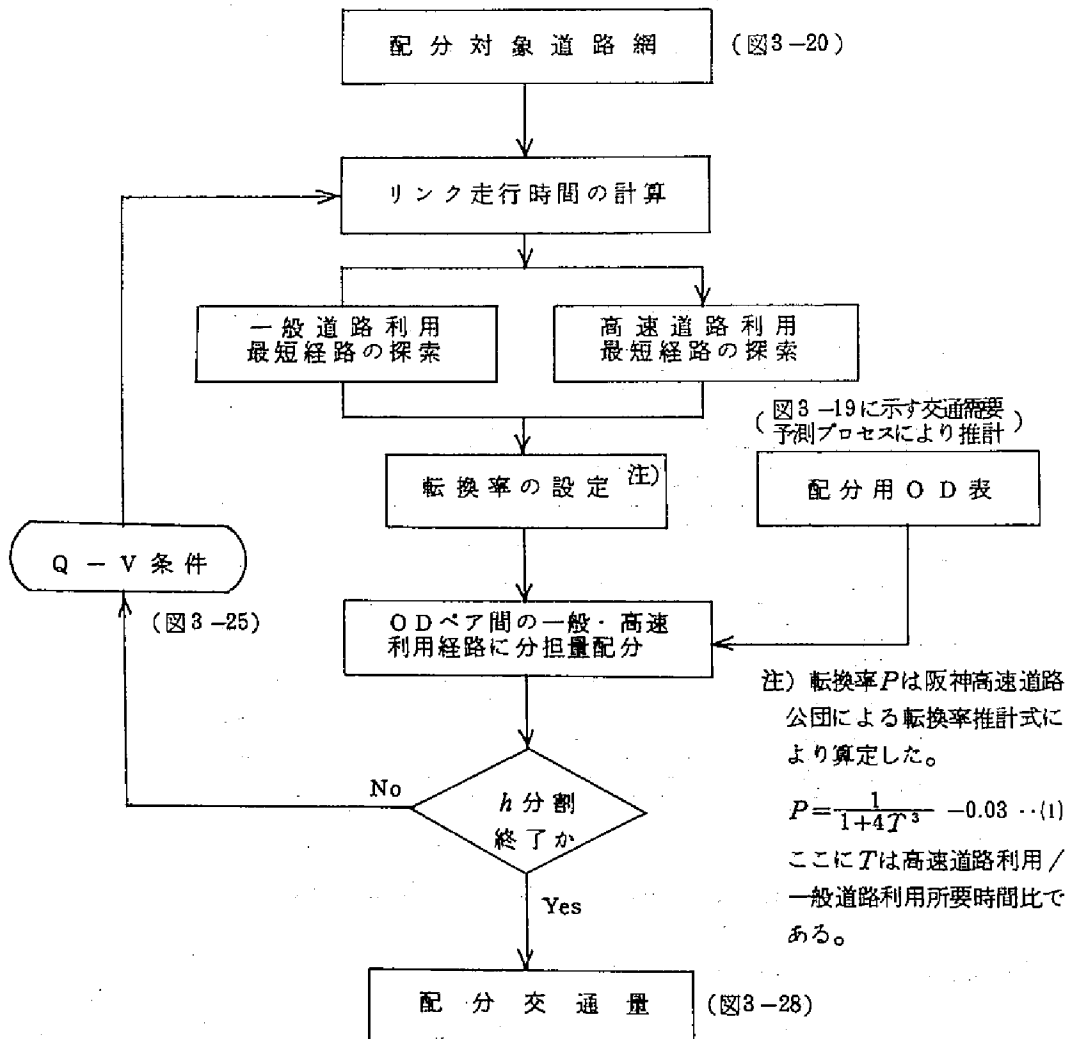 配分対象道路網
(図3-20)
リンク走行時間の計算
一般道路利用
最短経路の探索
高速道路利用
最短経路の探索
(図3-19に示す交通需要
予測プロセスにより推計)
転換率の設定 注)
配分用OD表
Q-V条件
(図3-25)
ODペア間の一般・高速
利用経路に分担量配分
注) 転換率Pは阪神高速道路
公団による転換率推計式に
より算定した。
P=1/(1+4T³) -0.03 ‥(1)
ここにTは高速道路利用/
一般道路利用所要時間比で
ある。
No
h分割
終了か
Yes
配分交通量
(図3-28)